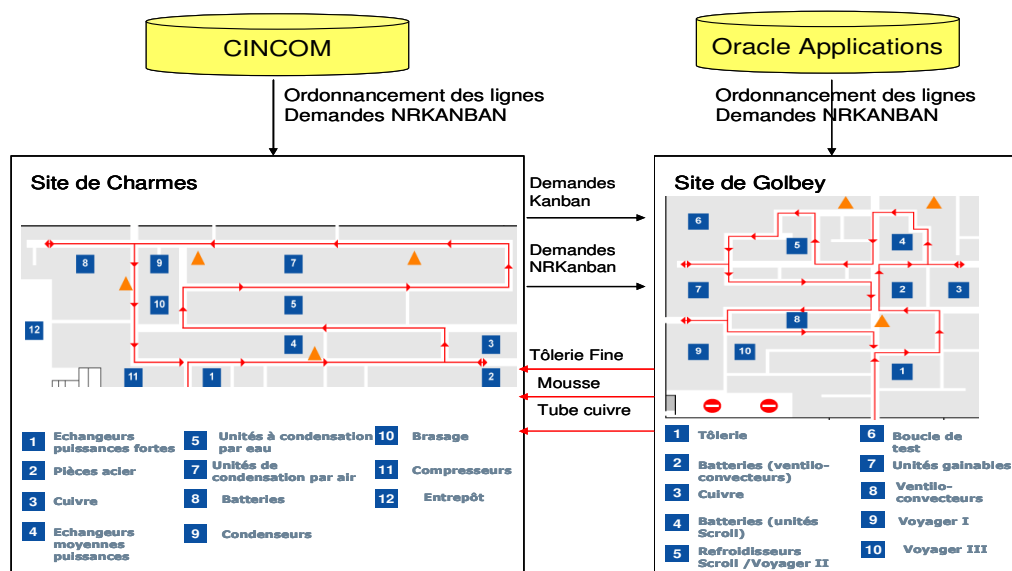 CINCOM
Oracle Applications
Ordonnancement des lignes
Demandes NRKANBAN
Ordonnancement des lignes
Demandes NRKANBAN
Site de Charmes
8
9
7
10
5
12
4
3
11
1
2
Demandes
Kanban
Demandes
NRKanban
Tôlerie Fine
Mousse
Tube cuivre
Site de Golbey
6
5
4
7
2
3
8
9
10
1
1 Echangeurs
puissances fortes
2 Pièces acier
3 Cuivre
4 Echangeurs
moyennes
puissances
5 Unités à condensation
par eau
7 Unités de
condensation par air
8 Batteries
9 Condenseurs
10 Brasage
11 Compresseurs
12 Entrepôt
1 Tôlerie
2 Batteries (ventilo-
convecteurs)
3 Cuivre
4 Batteries (unités
Scroll)
5 Refroidisseurs
Scroll /Voyager II
6 Boucle de
test
7 Unités gainables
8 Ventilo-
convecteurs
9 Voyager I
10 Voyager III